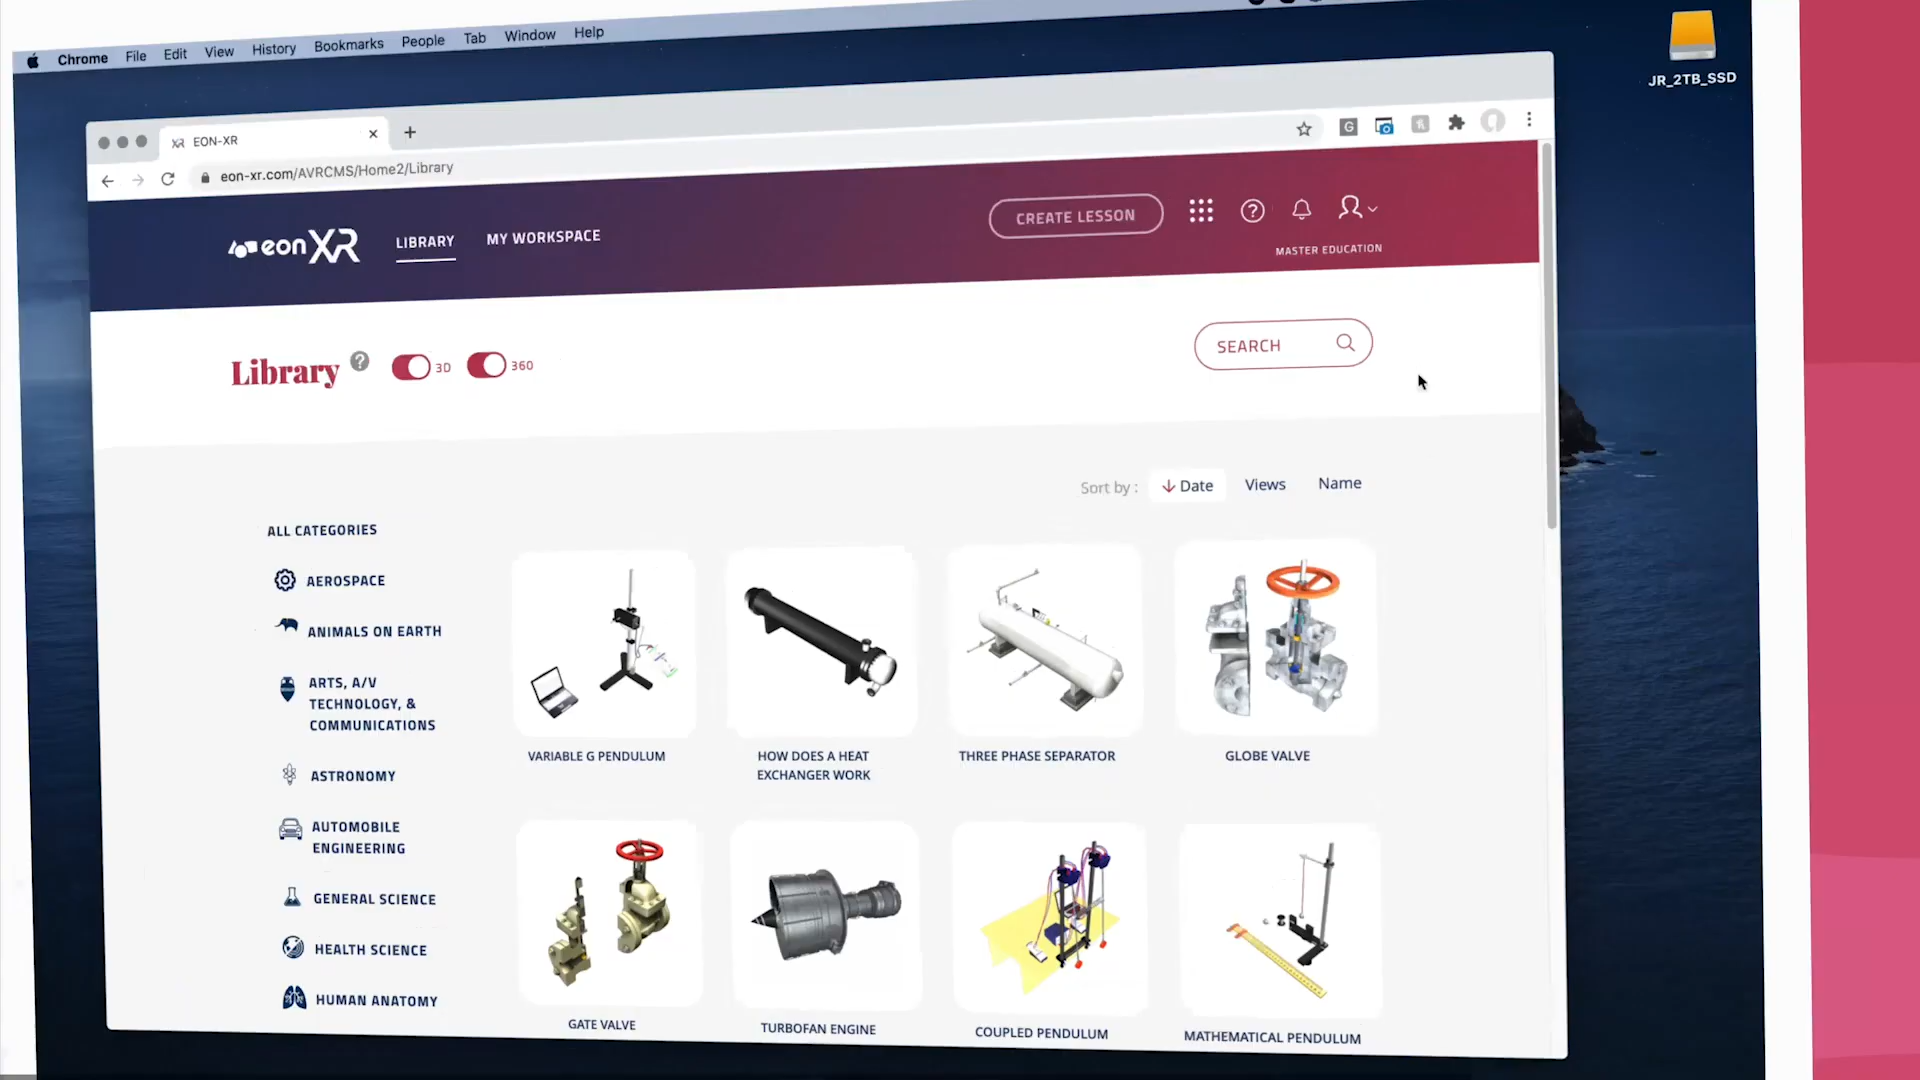 Chrome File Edit View History Bookmarks People Tab Window Help
JR_2TB_SSD
EON-XR
eon-xr.com/AVRCMS/Home2/Library
eon XR
LIBRARY
MY WORKSPACE
CREATE LESSON
MASTER EDUCATION
Library
3D
360
SEARCH
Sort by :
Date
Views
Name
ALL CATEGORIES
AEROSPACE
ANIMALS ON EARTH
ARTS, A/V
TECHNOLOGY, &
COMMUNICATIONS
ASTRONOMY
AUTOMOBILE
ENGINEERING
GENERAL SCIENCE
HEALTH SCIENCE
HUMAN ANATOMY
VARIABLE G PENDULUM
HOW DOES A HEAT
EXCHANGER WORK
THREE PHASE SEPARATOR
GLOBE VALVE
GATE VALVE
TURBOFAN ENGINE
COUPLED PENDULUM
MATHEMATICAL PENDULUM